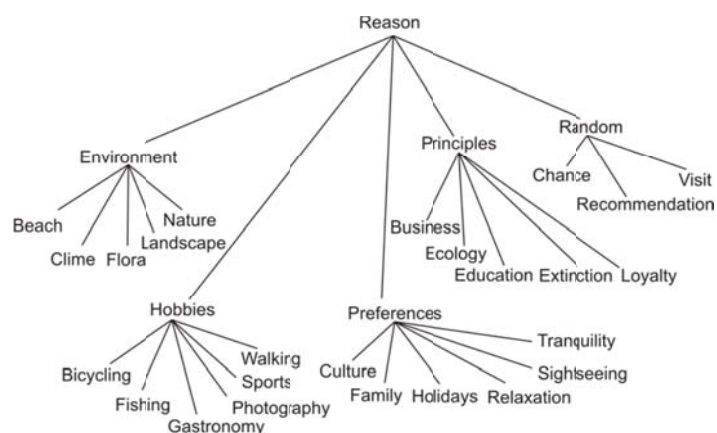 Reason
Environment
Beach
Clime
Flora
Landscape
Nature
Hobbies
Bicycling
Fishing
Gastronomy
Photography
Sports
Walking
Preferences
Culture
Family
Holidays
Relaxation
Sightseeing
Tranquility
Principles
Business
Ecology
Education
Extinction
Loyalty
Random
Chance
Recommendation
Visit